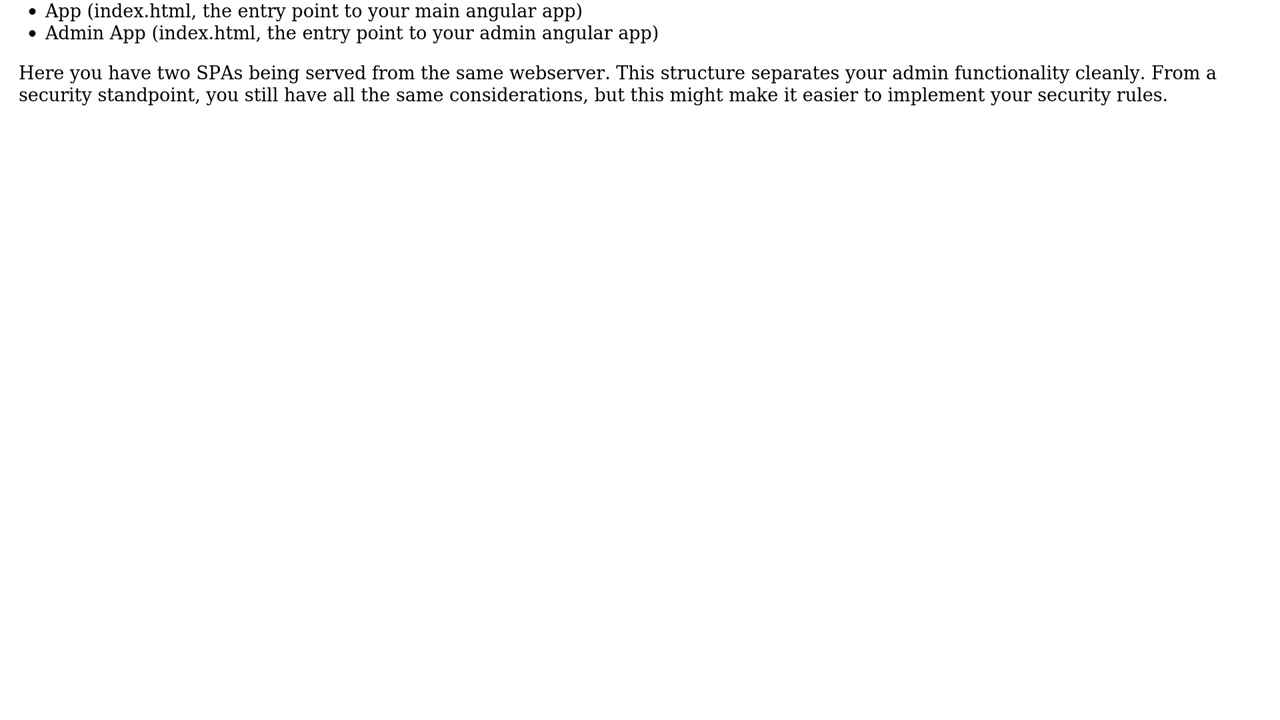 • App (index.html, the entry point to your main angular app)
• Admin App (index.html, the entry point to your admin angular app)
Here you have two SPAs being served from the same webserver. This structure separates your admin functionality cleanly. From a
security standpoint, you still have all the same considerations, but this might make it easier to implement your security rules.